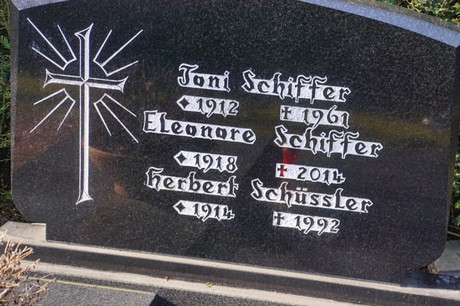 Toni Schiffer
⬥1912 ✝1961
Eleonore Schiffer
⬥1918 ✝2014
Herbert Schüssler
⬥1914 ✝1992